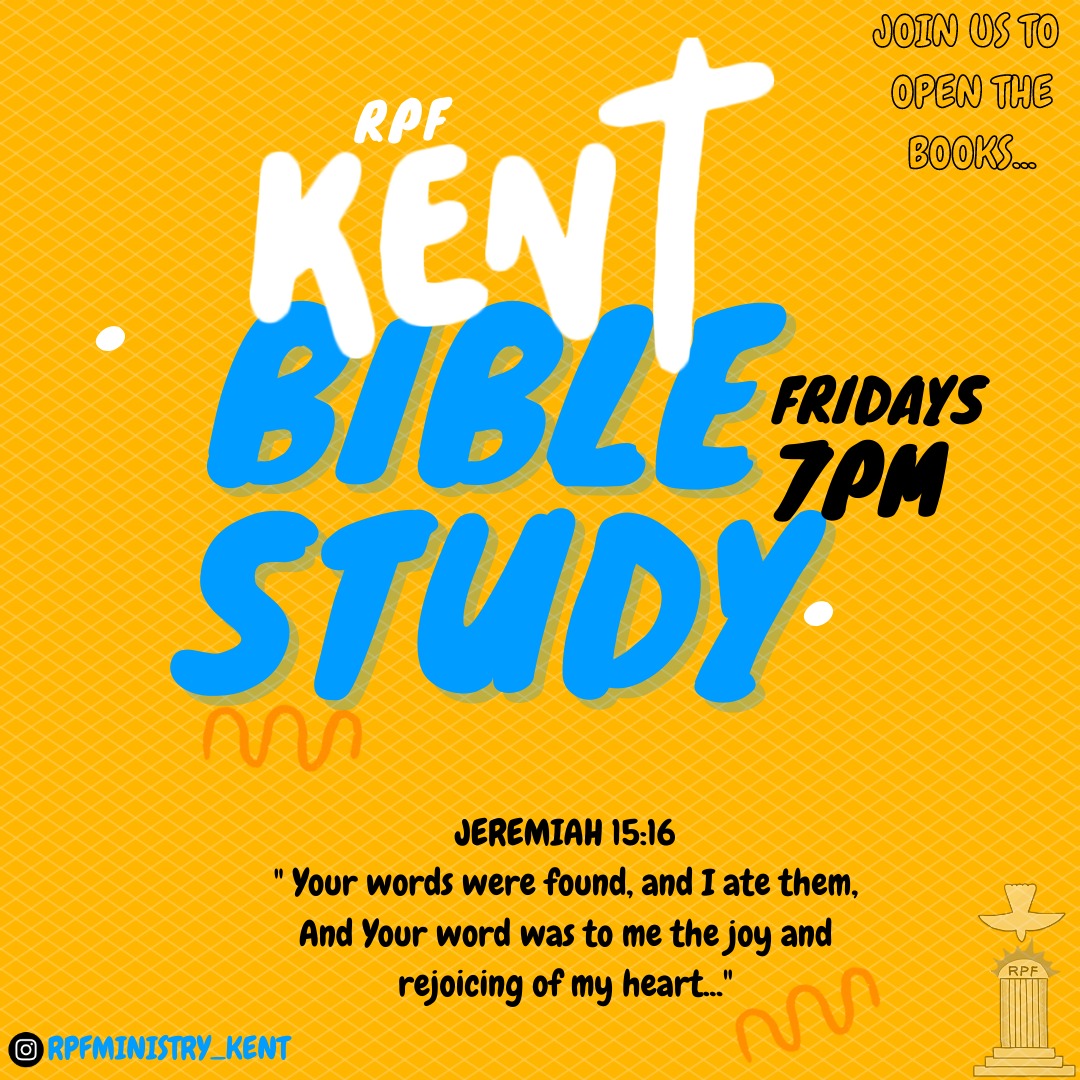 JOIN US TO
OPEN THE
BOOKS...
RPF
KENT
BIBLE
STUDY
FRIDAYS
7PM
JEREMIAH 15:16
" Your words were found, and I ate them,
And Your word was to me the joy and
rejoicing of my heart..."
RPF
RPFMINISTRY_KENT